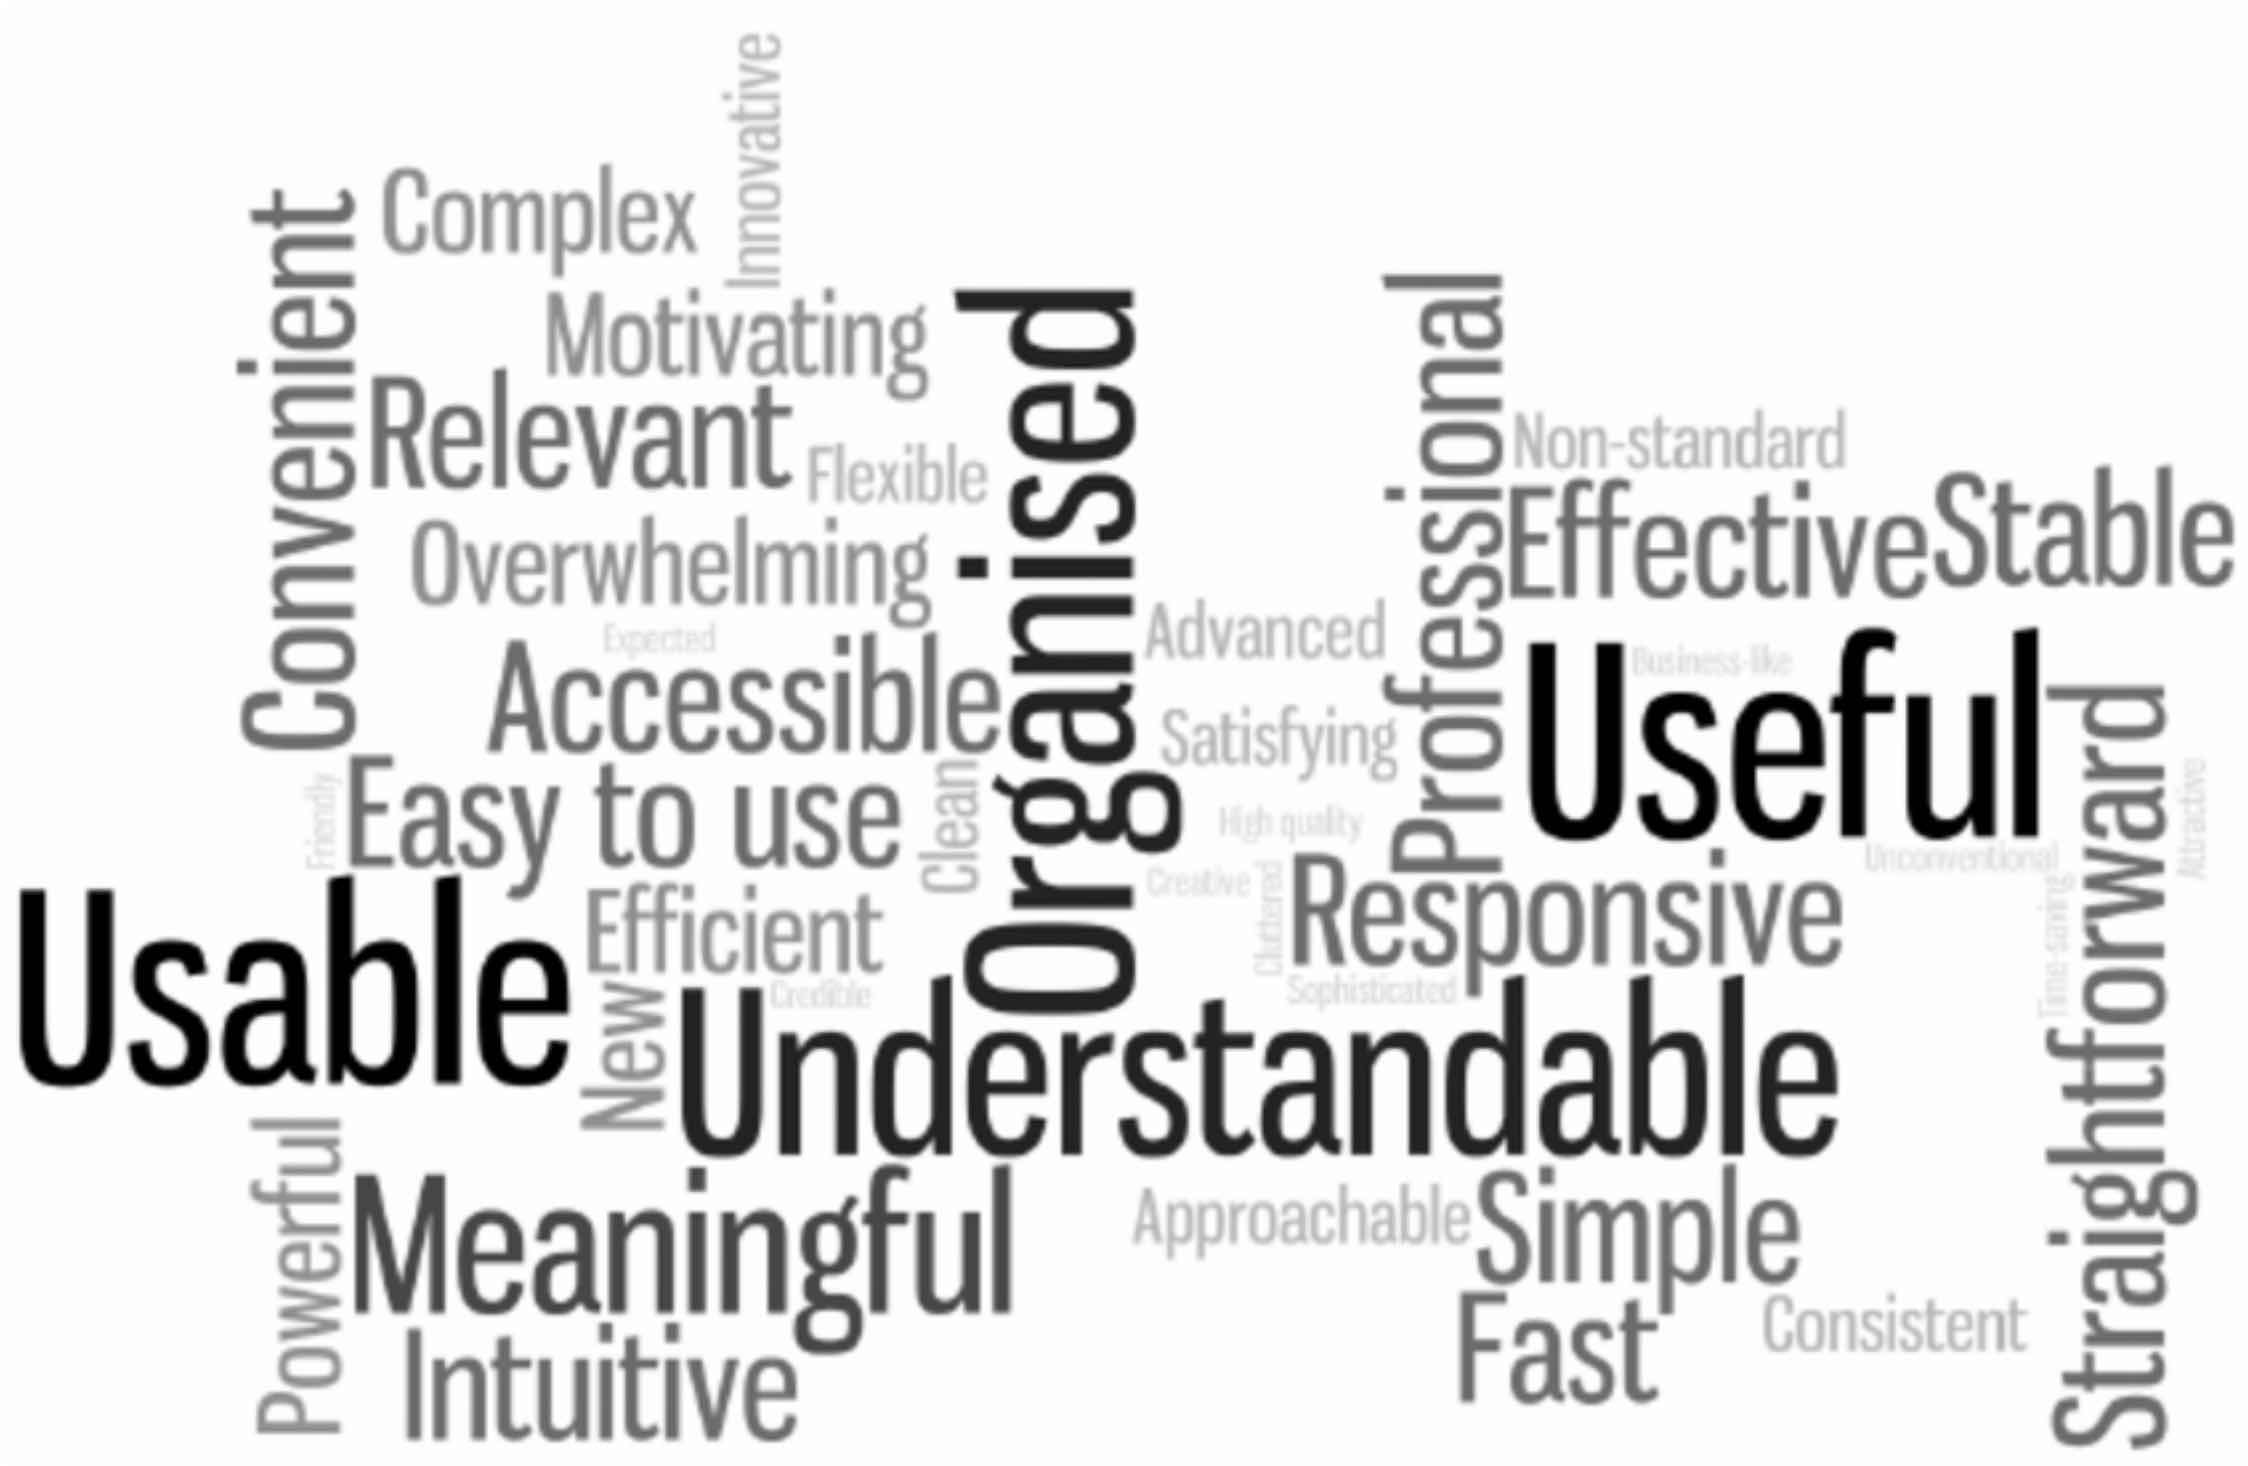 Innovative
Complex
Convenient
Motivating
Organised
Professional
Relevant
Flexible
Non-standard
Effective
Stable
Overwhelming
Advanced
Expected
Accessible
Business-like
Useful
Straightforward
Satisfying
Easy to use
Clean
Friendly
High quality
Attractive
Unconventional
Responsive
Creative
Cluttered
Usable
Efficient
Time-saving
Credible
Sophisticated
New
Understandable
Powerful
Meaningful
Approachable
Simple
Fast
Consistent
Intuitive